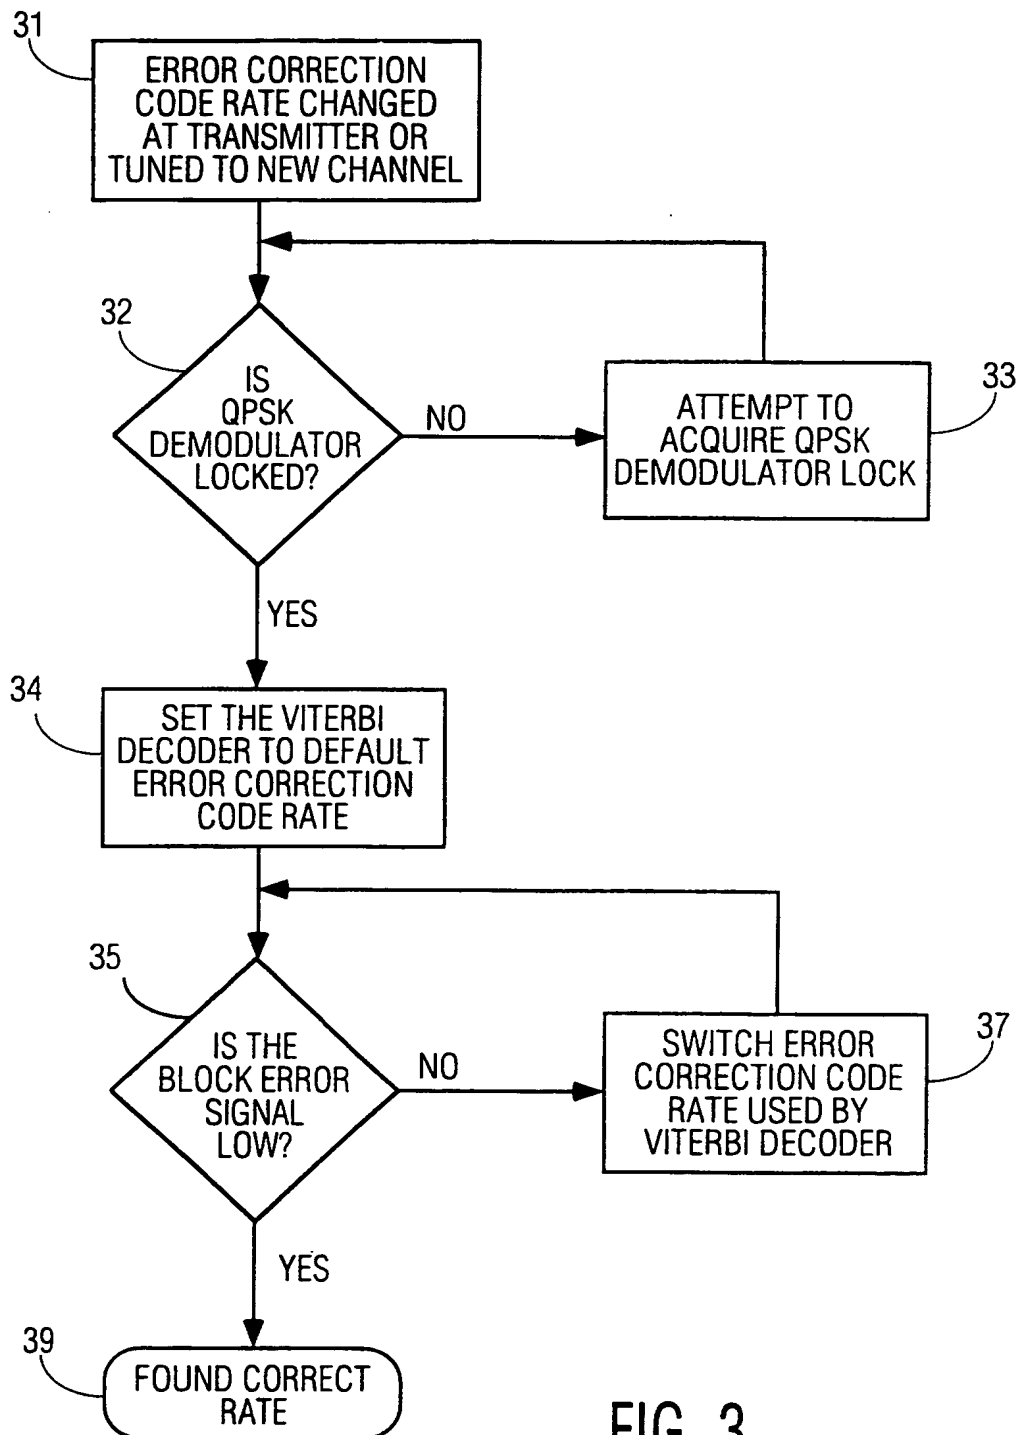 31
ERROR CORRECTION
CODE RATE CHANGED
AT TRANSMITTER OR
TUNED TO NEW CHANNEL
32
IS
QPSK
DEMODULATOR
LOCKED?
NO
33
ATTEMPT TO
ACQUIRE QPSK
DEMODULATOR LOCK
YES
34
SET THE VITERBI
DECODER TO DEFAULT
ERROR CORRECTION
CODE RATE
35
IS THE
BLOCK ERROR
SIGNAL
LOW?
NO
37
SWITCH ERROR
CORRECTION CODE
RATE USED BY
VITERBI DECODER
YES
39
FOUND CORRECT
RATE
FIG. 3